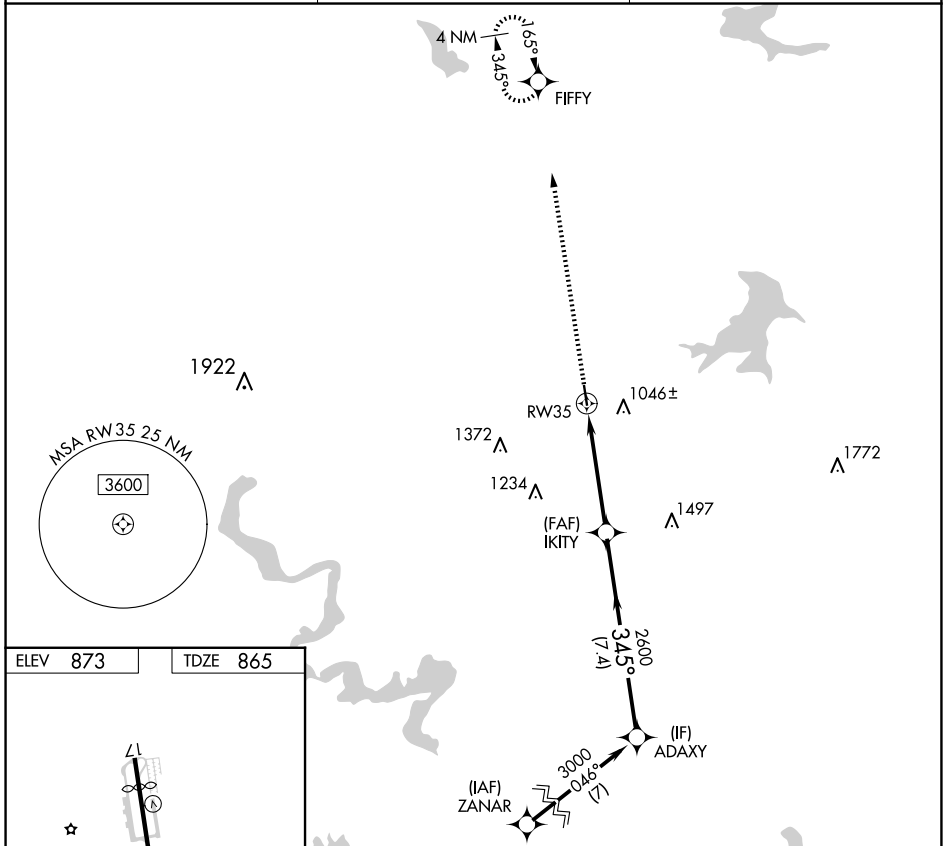 4 NM
165°
345°
FIFFY
1922
RW35
1046±
1372
1772
MSA RW35 25 NM
3600
1234
1497
(FAF)
IKITY
2600
345°
(7.4)
ELEV 873
TDZE 865
(IF)
ADAXY
3000
046°
(7)
(IAF)
ZANAR
17
A